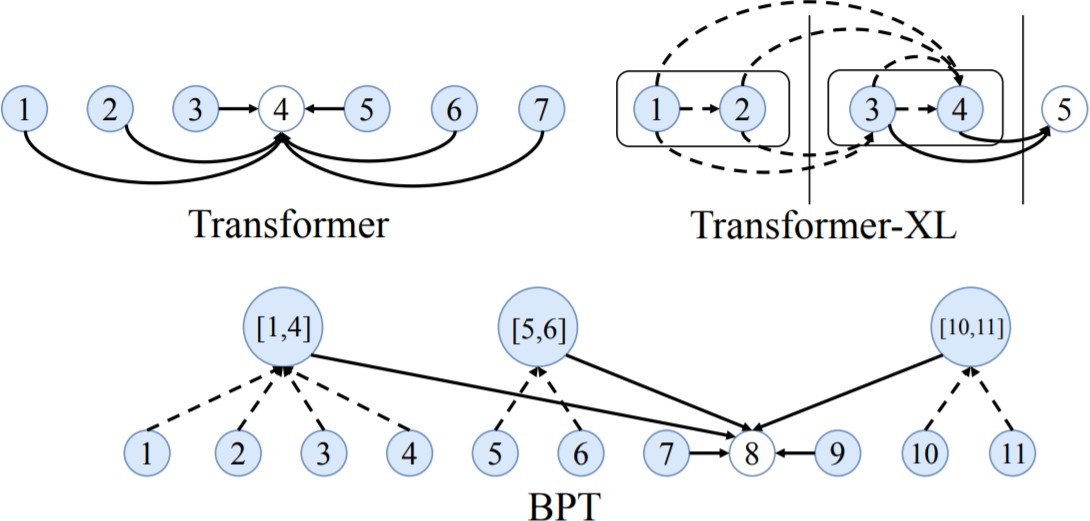 1 2 3 4 5 6 7
Transformer
1 2 3 4 5
Transformer-XL
[1,4] [5,6] [10,11]
1 2 3 4 5 6 7 8 9 10 11
BPT